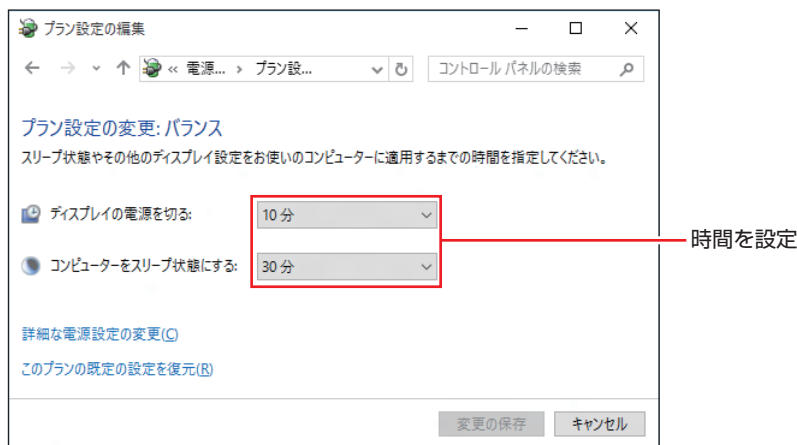 プラン設定の編集
« 電源... › プラン設... コントロール パネルの検索
プラン設定の変更: バランス
スリープ状態やその他のディスプレイ設定をお使いのコンピューターに適用するまでの時間を指定してください。
ディスプレイの電源を切る: 10 分
時間を設定
コンピューターをスリープ状態にする: 30 分
詳細な電源設定の変更(C)
このプランの既定の設定を復元(R)
変更の保存 キャンセル